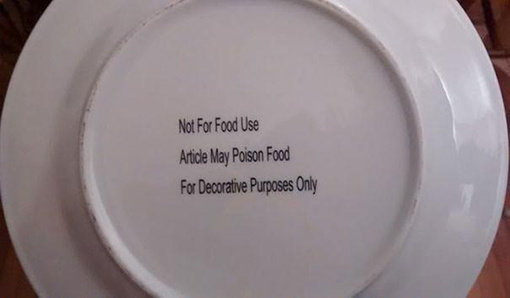 Not For Food Use
Article May Poison Food
For Decorative Purposes Only